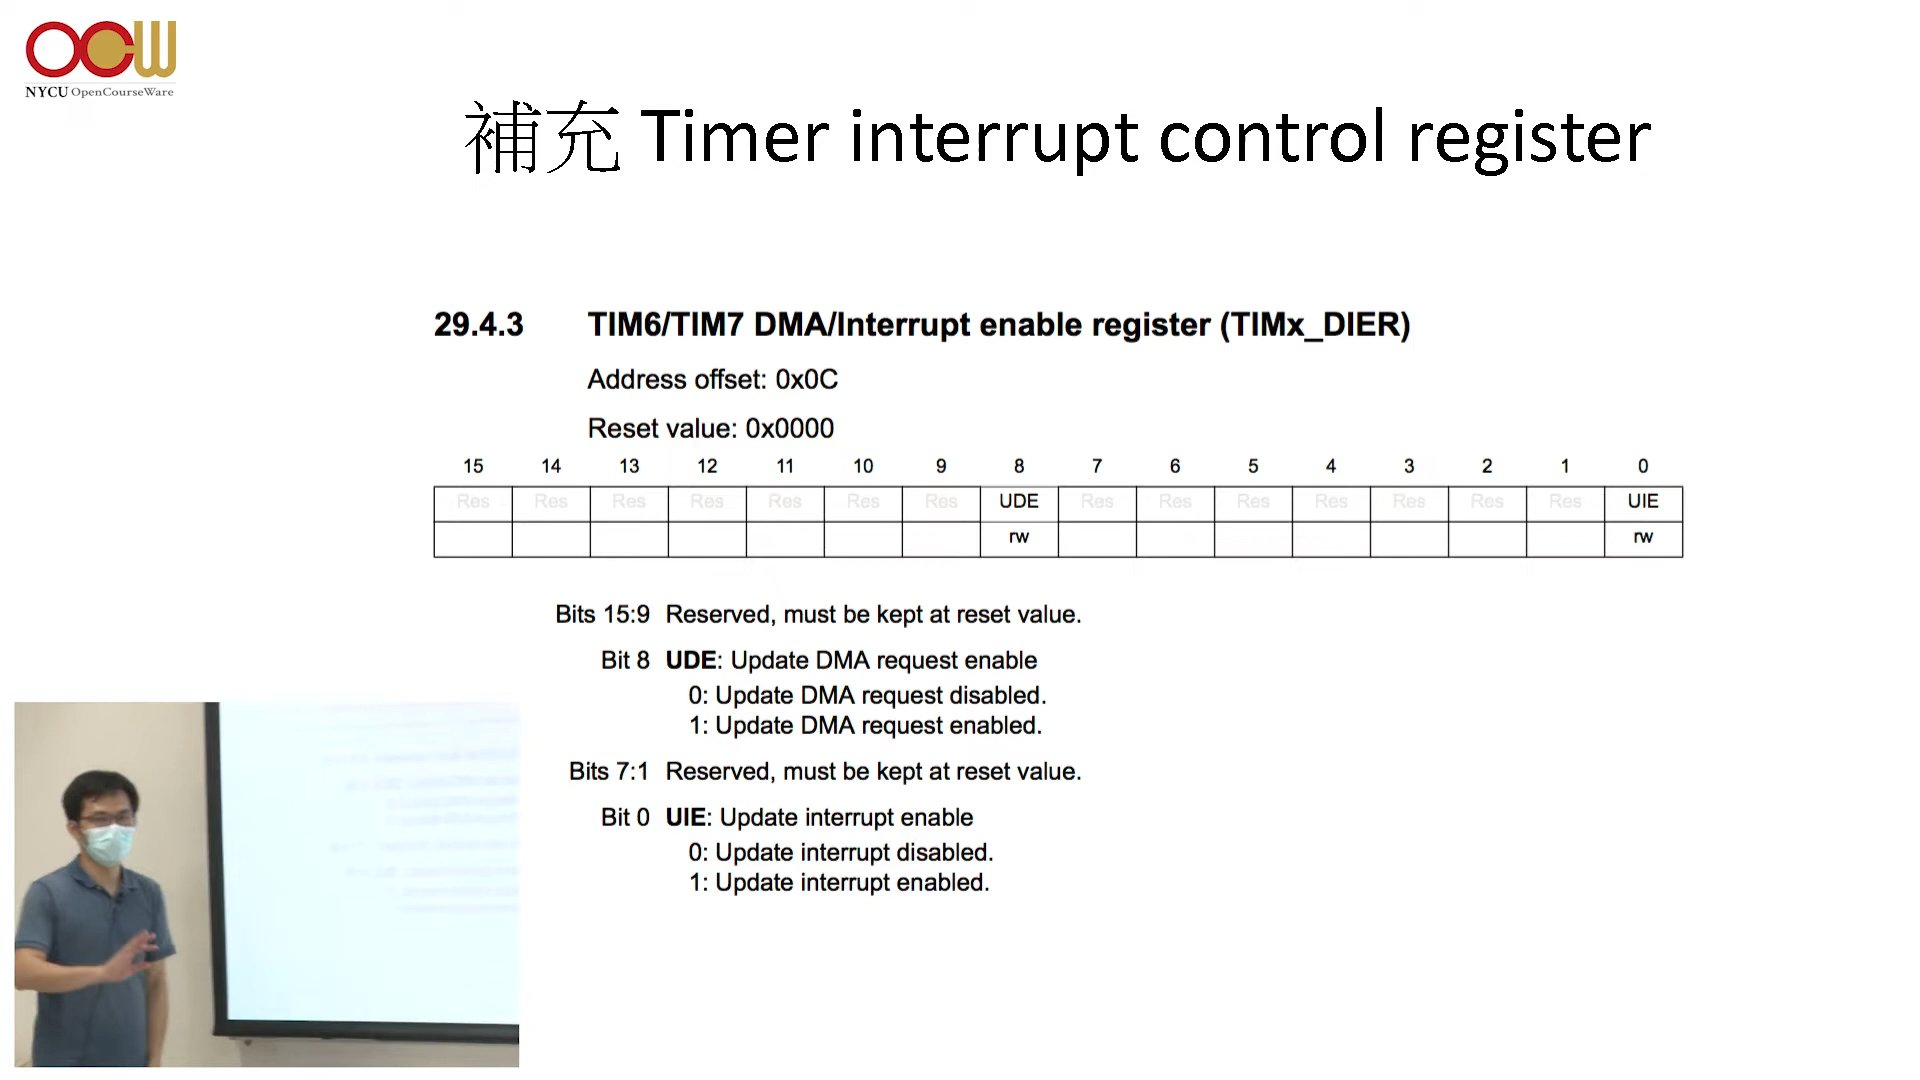 OCW
NYCU OpenCourseWare
補充 Timer interrupt control register
29.4.3 TIM6/TIM7 DMA/Interrupt enable register (TIMx_DIER)
Address offset: 0x0C
Reset value: 0x0000
15 14 13 12 11 10 9 8 7 6 5 4 3 2 1 0
Res Res Res Res Res Res Res UDE Res Res Res Res Res Res Res UIE
rw rw
Bits 15:9 Reserved, must be kept at reset value.
Bit 8 UDE: Update DMA request enable
0: Update DMA request disabled.
1: Update DMA request enabled.
Bits 7:1 Reserved, must be kept at reset value.
Bit 0 UIE: Update interrupt enable
0: Update interrupt disabled.
1: Update interrupt enabled.